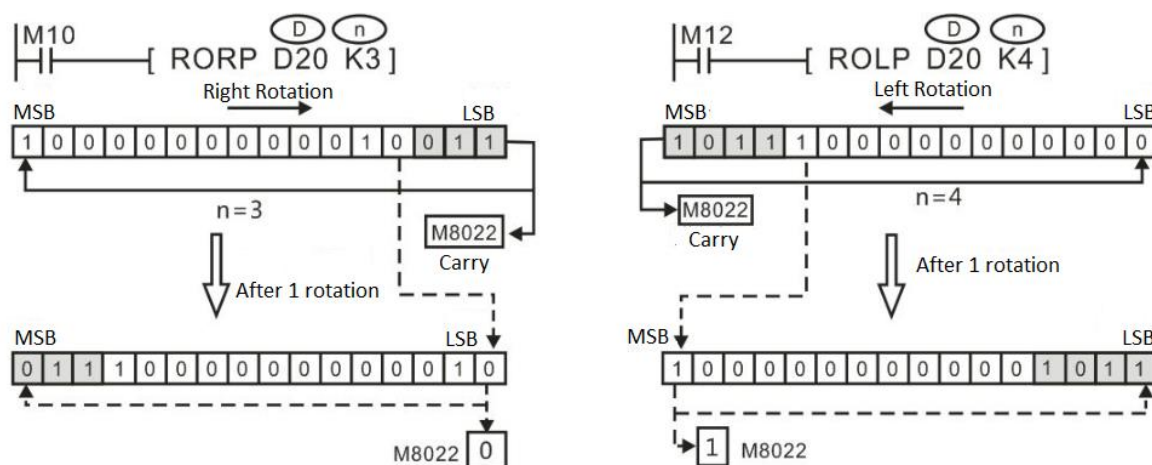 D n
M10
[ RORP D20 K3 ]
Right Rotation
MSB LSB
1 0 0 0 0 0 0 0 0 0 0 1 0 0 1 1
n=3
M8022
Carry
After 1 rotation
MSB LSB
0 1 1 1 0 0 0 0 0 0 0 0 0 0 1 0
M8022 0
D n
M12
[ ROLP D20 K4 ]
Left Rotation
MSB LSB
1 0 1 1 1 0 0 0 0 0 0 0 0 0 0 0
n=4
M8022
Carry
After 1 rotation
MSB LSB
1 0 0 0 0 0 0 0 0 0 0 0 1 0 1 1
1 M8022